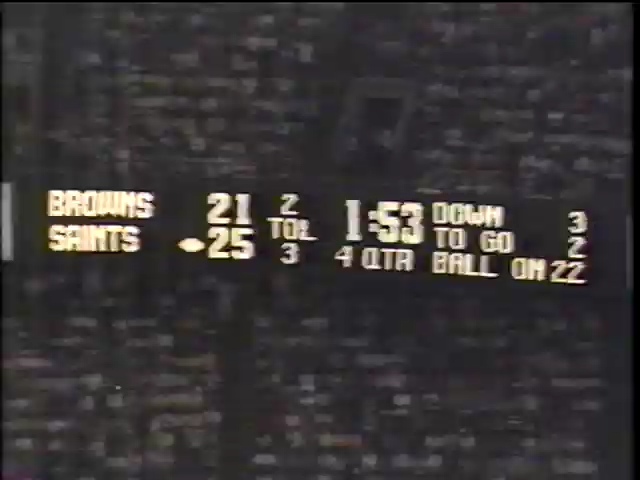 BROWNS 21 2 1:53 DOWN 3
SAINTS 25 TOL TO GO 2
3 4 QTR BALL ON 22